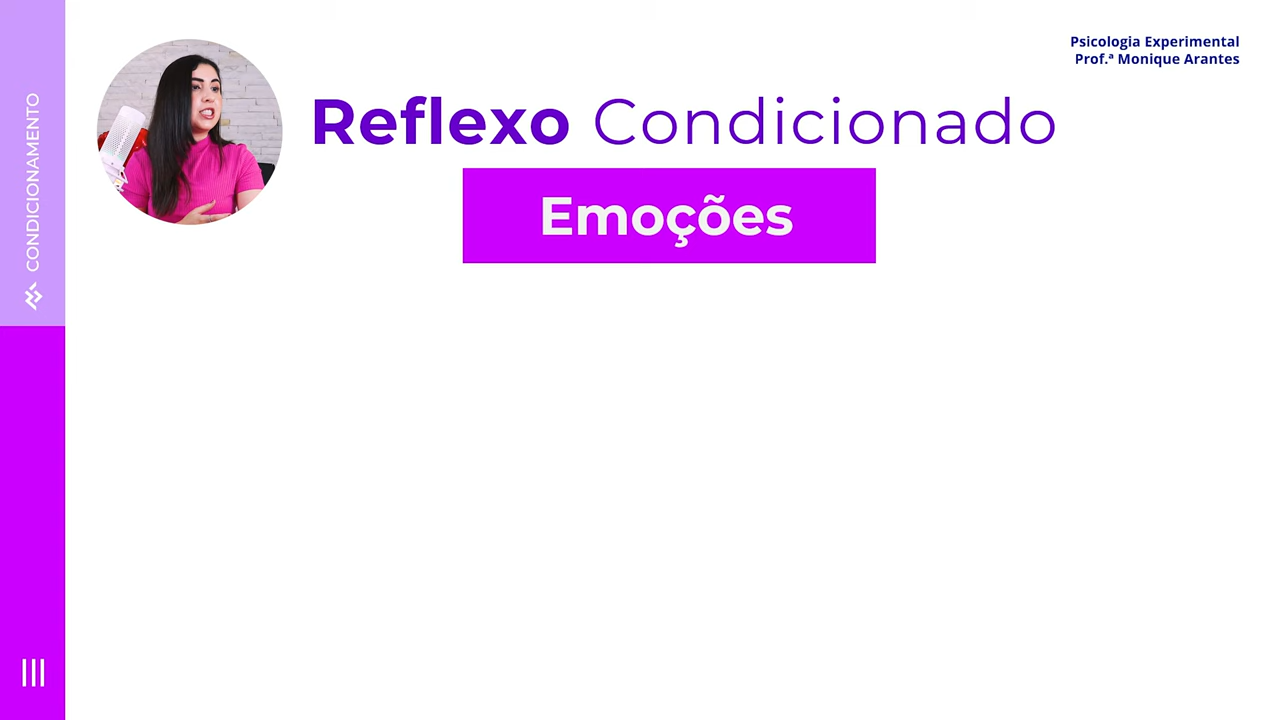 Psicologia Experimental
Prof.ª Monique Arantes
Reflexo Condicionado
Emoções
CONDICIONAMENTO